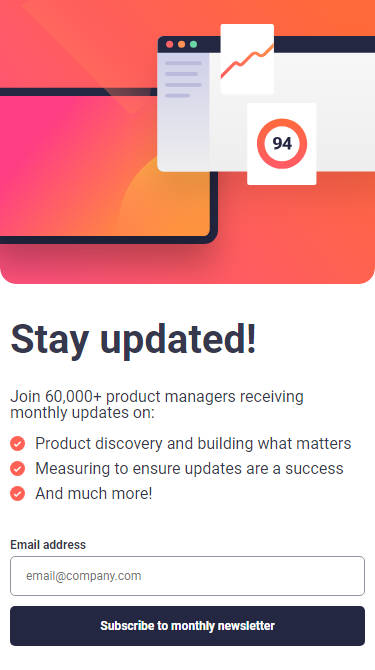 94
Stay updated!
Join 60,000+ product managers receiving
monthly updates on:
Product discovery and building what matters
Measuring to ensure updates are a success
And much more!
Email address
email@company.com
Subscribe to monthly newsletter